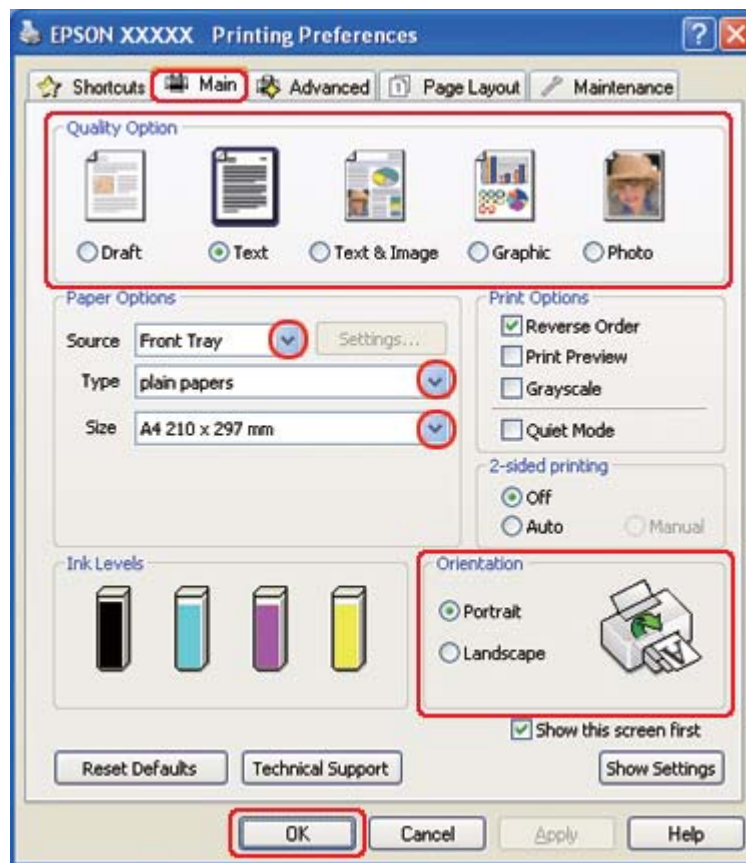 EPSON XXXXX Printing Preferences
Shortcuts Main Advanced Page Layout Maintenance
Quality Option
Draft Text Text & Image Graphic Photo
Paper Options
Source Front Tray Settings...
Type plain papers
Size A4 210 x 297 mm
Print Options
Reverse Order
Print Preview
Grayscale
Quiet Mode
2-sided printing
Off
Auto Manual
Ink Levels
Orientation
Portrait
Landscape
Show this screen first
Reset Defaults Technical Support Show Settings
OK Cancel Apply Help